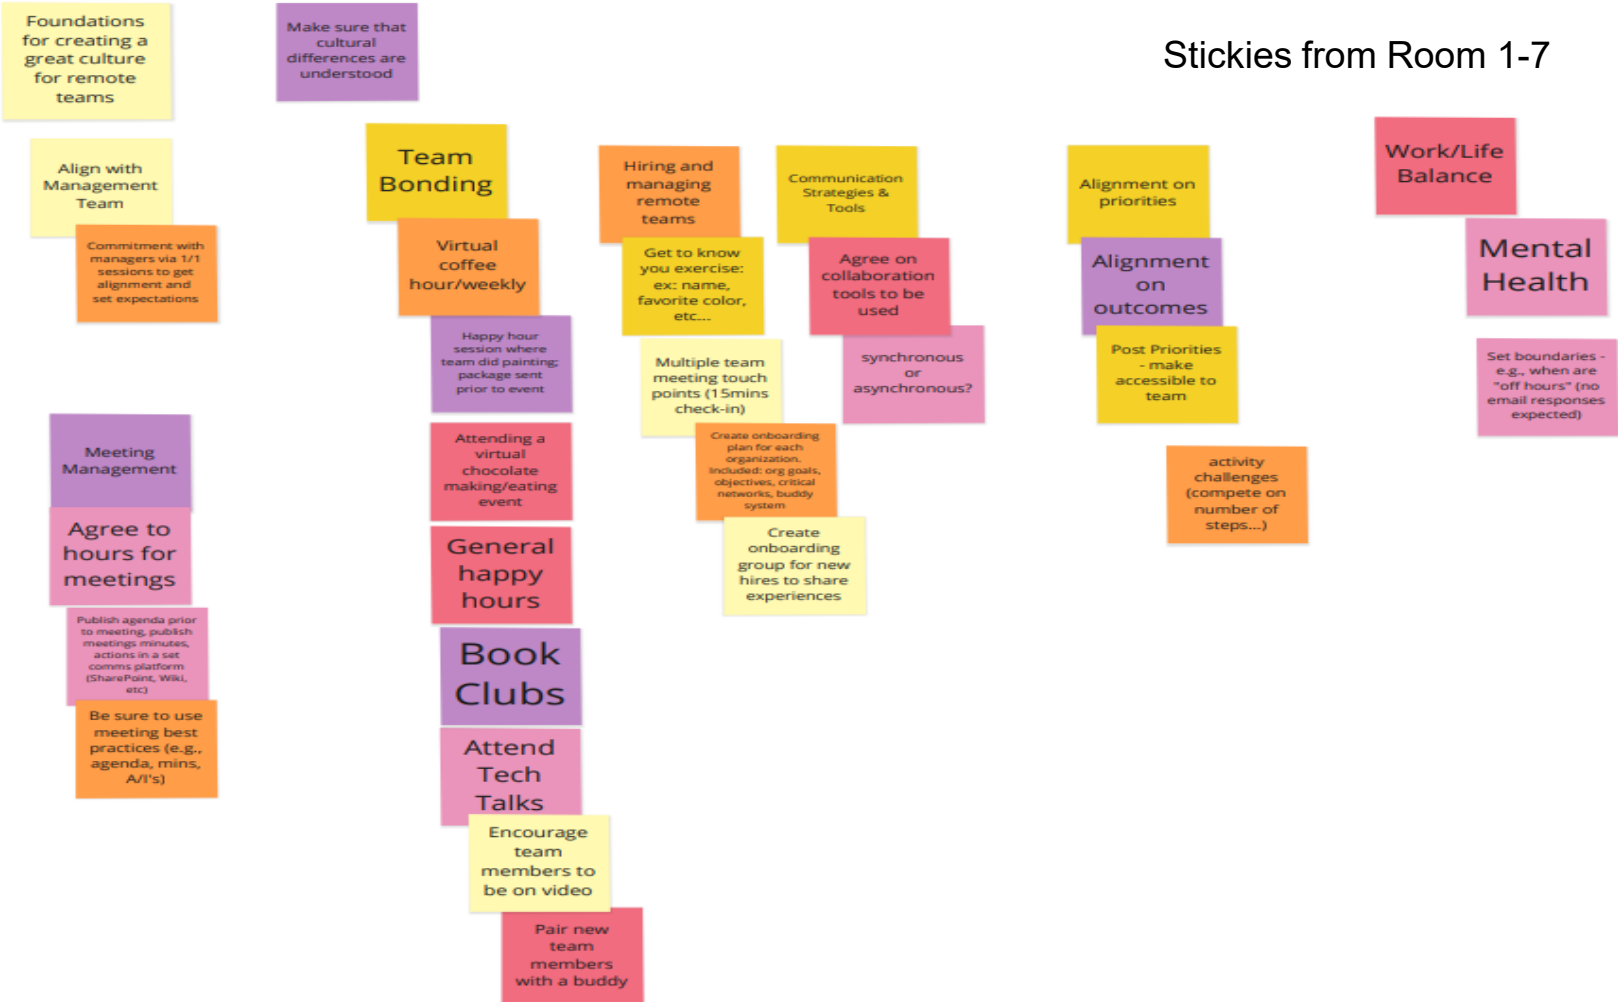 Stickies from Room 1-7
Foundations
for creating a
great culture
for remote
teams
Make sure that
cultural
differences are
understood
Align with
Management
Team
Commitment with
managers via 1/1
sessions to get
alignment and
set expectations
Meeting
Management
Agree to
hours for
meetings
Publish agenda prior
to meeting, publish
meetings minutes,
actions in a set
comms platform
(SharePoint, Wiki,
etc)
Be sure to use
meeting best
practices (e.g.,
agenda, mins,
A/I's)
Team
Bonding
Virtual
coffee
hour/weekly
Happy hour
session where
team did painting;
package sent
prior to event
Attending a
virtual
chocolate
making/eating
event
General
happy
hours
Book
Clubs
Attend
Tech
Talks
Encourage
team
members to
be on video
Pair new
team
members
with a buddy
Hiring and
managing
remote
teams
Get to know
you exercise:
ex: name,
favorite color,
etc...
Multiple team
meeting touch
points (15mins
check-in)
Create onboarding
plan for each
organization.
Included: org goals,
objectives, critical
networks, buddy
system
Create
onboarding
group for new
hires to share
experiences
Communication
Strategies &
Tools
Agree on
collaboration
tools to be
used
synchronous
or
asynchronous?
Alignment on
priorities
Alignment
on
outcomes
Post Priorities
- make
accessible to
team
activity
challenges
(compete on
number of
steps...)
Work/Life
Balance
Mental
Health
Set boundaries -
e.g., when are
"off hours" (no
email responses
expected)